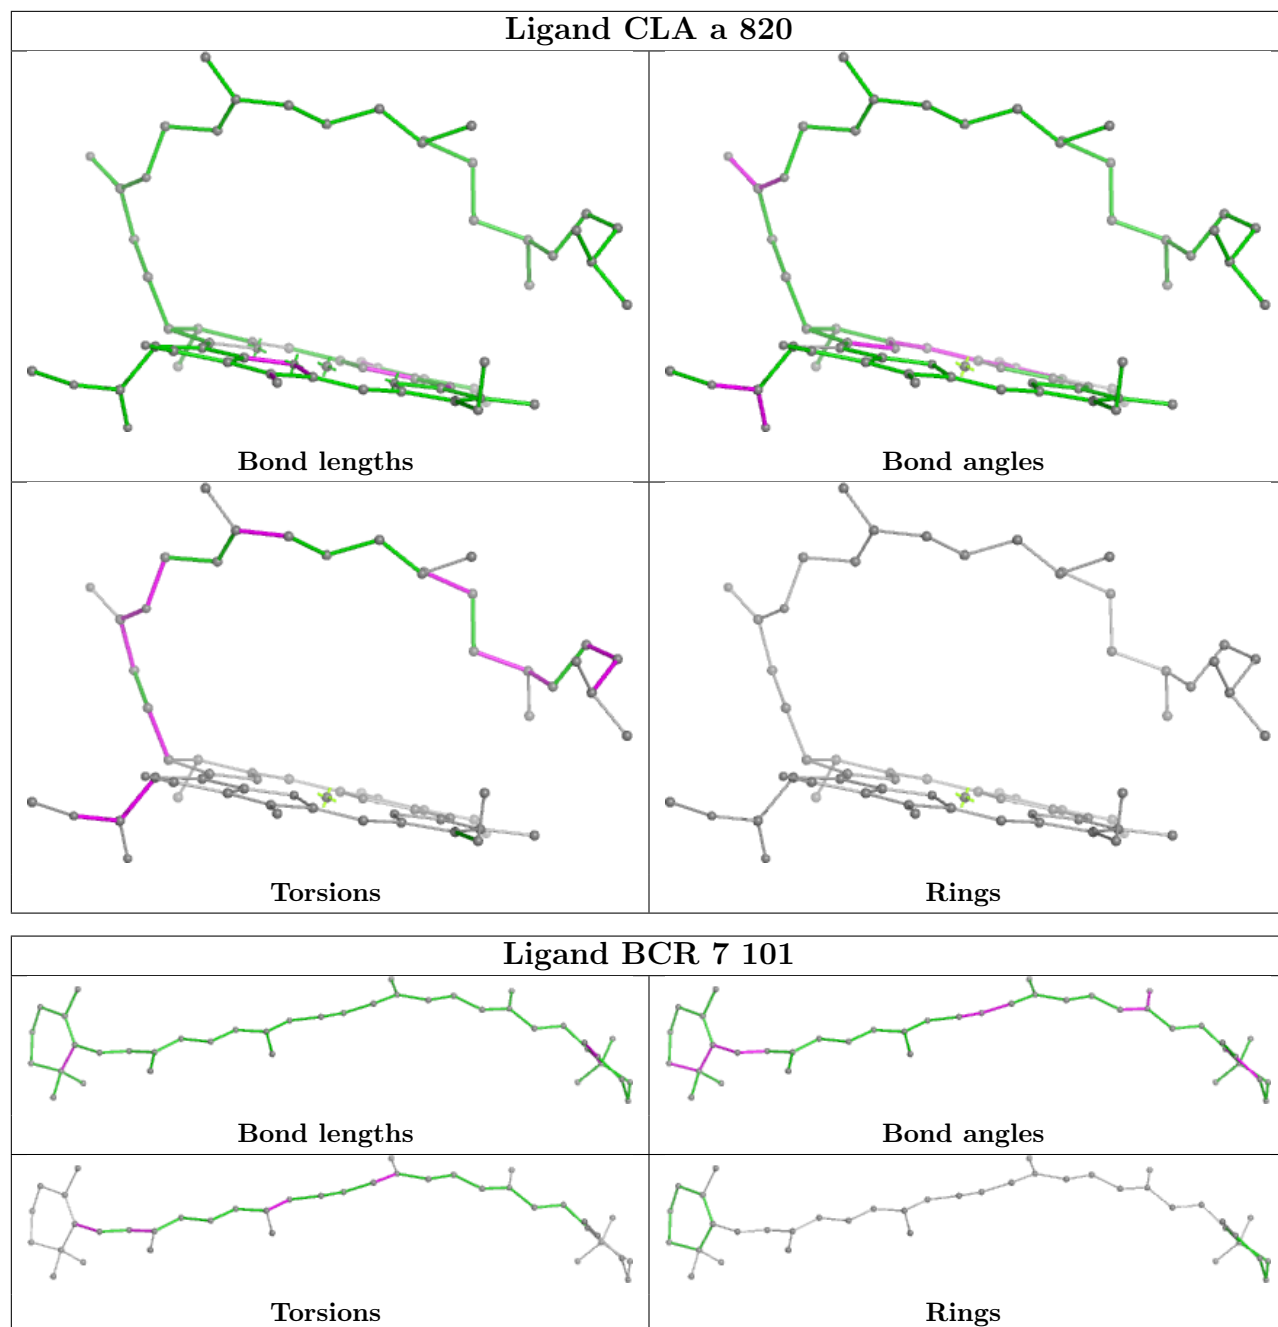 Ligand CLA a 820
Bond lengths
Bond angles
Torsions
Rings
Ligand BCR 7 101
Bond lengths
Bond angles
Torsions
Rings